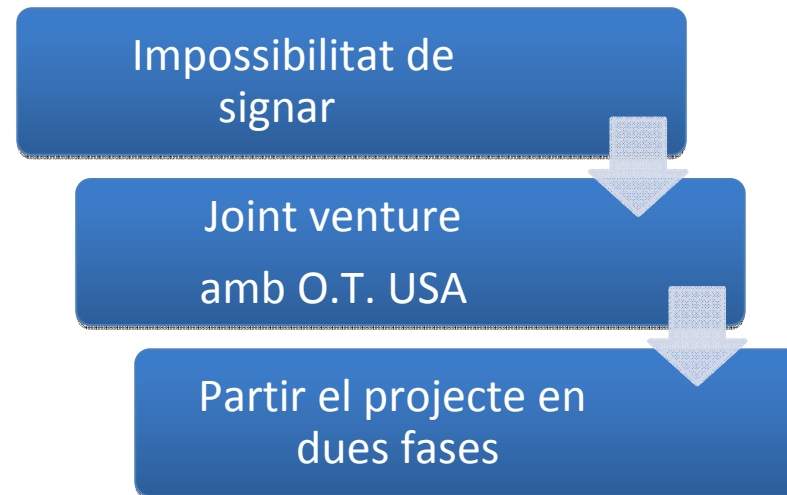 Impossibilitat de
signar
Joint venture
amb O.T. USA
Partir el projecte en
dues fases